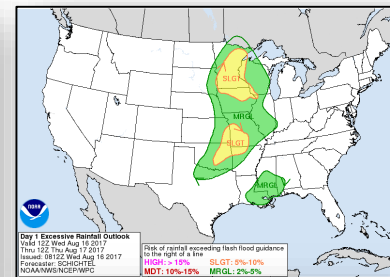 SLGT
MRGL
SLGT
MRGL
NOAA
Day 1 Excessive Rainfall Outlook
Valid 12Z Wed Aug 16 2017
Thru 12Z Thu Aug 17 2017
Issued: 0812Z Wed Aug 16 2017
Forecaster: SCHICHTEL
NOAA/NWS/NCEP/WPC
Risk of rainfall exceeding flash flood guidance
to the right of a line
HIGH: > 15% SLGT: 5%-10%
MDT: 10%-15% MRGL: 2%-5%